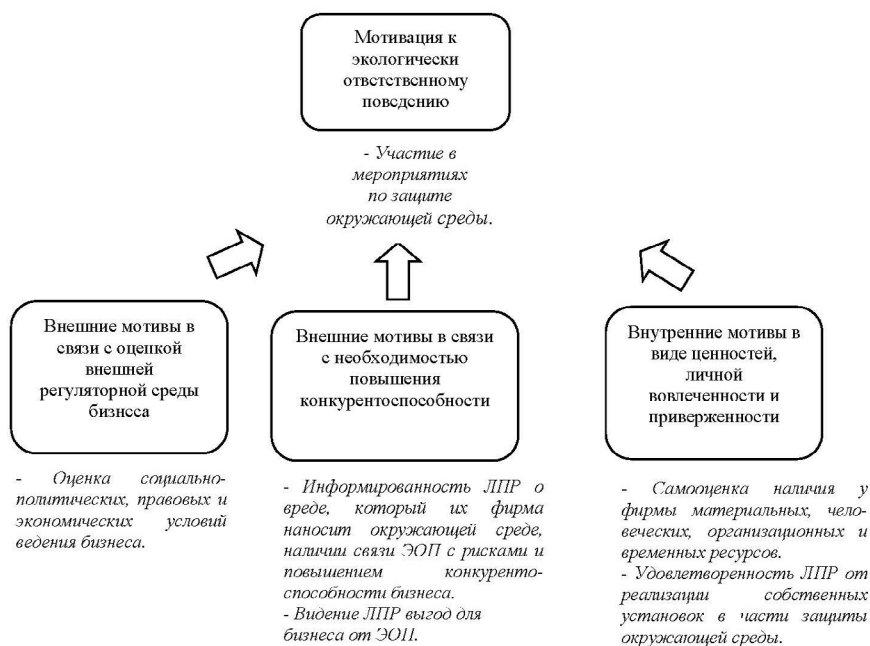 Мотивация к
экологически
ответственному
поведению
- Участие в
мероприятиях
по защите
окружающей среды.
Внешние мотивы в
связи с оценкой
внешней
регуляторной среды
бизнеса
- Оценка социально-
политических, правовых и
экономических условий
ведения бизнеса.
Внешние мотивы в связи
с необходимостью
повышения
конкурентоспособности
- Информированность ЛПР о
вреде, который их фирма
наносит окружающей среде,
наличии связи ЭОП с рисками и
повышением конкуренто-
способности бизнеса.
- Видение ЛПР выгод для
бизнеса от ЭОП.
Внутренние мотивы в
виде ценностей,
личной
вовлеченности и
приверженности
- Самооценка наличия у
фирмы материальных, чело-
веческих, организационных и
временных ресурсов.
- Удовлетворенность ЛПР от
реализации собственных
установок в части защиты
окружающей среды.